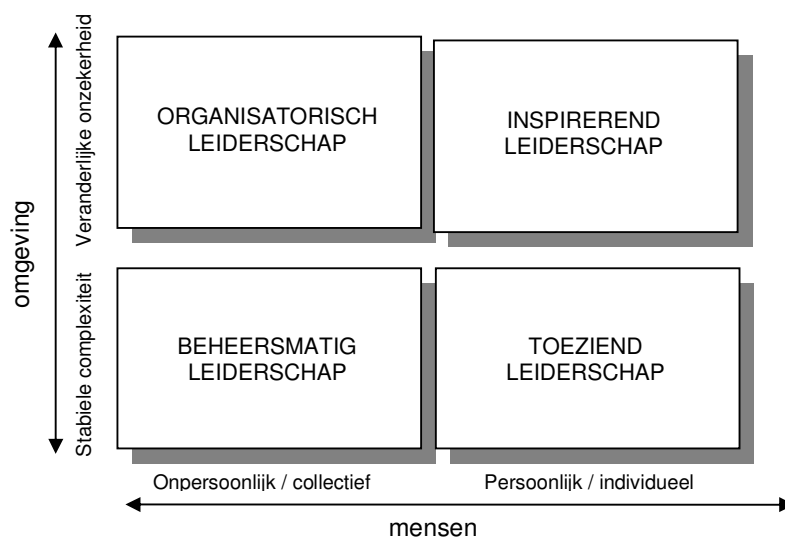 omgeving
Veranderlijke onzekerheid
Stabiele complexiteit
ORGANISATORISCH
LEIDERSCHAP
INSPIREREND
LEIDERSCHAP
BEHEERSMATIG
LEIDERSCHAP
TOEZIEND
LEIDERSCHAP
Onpersoonlijk / collectief
Persoonlijk / individueel
mensen